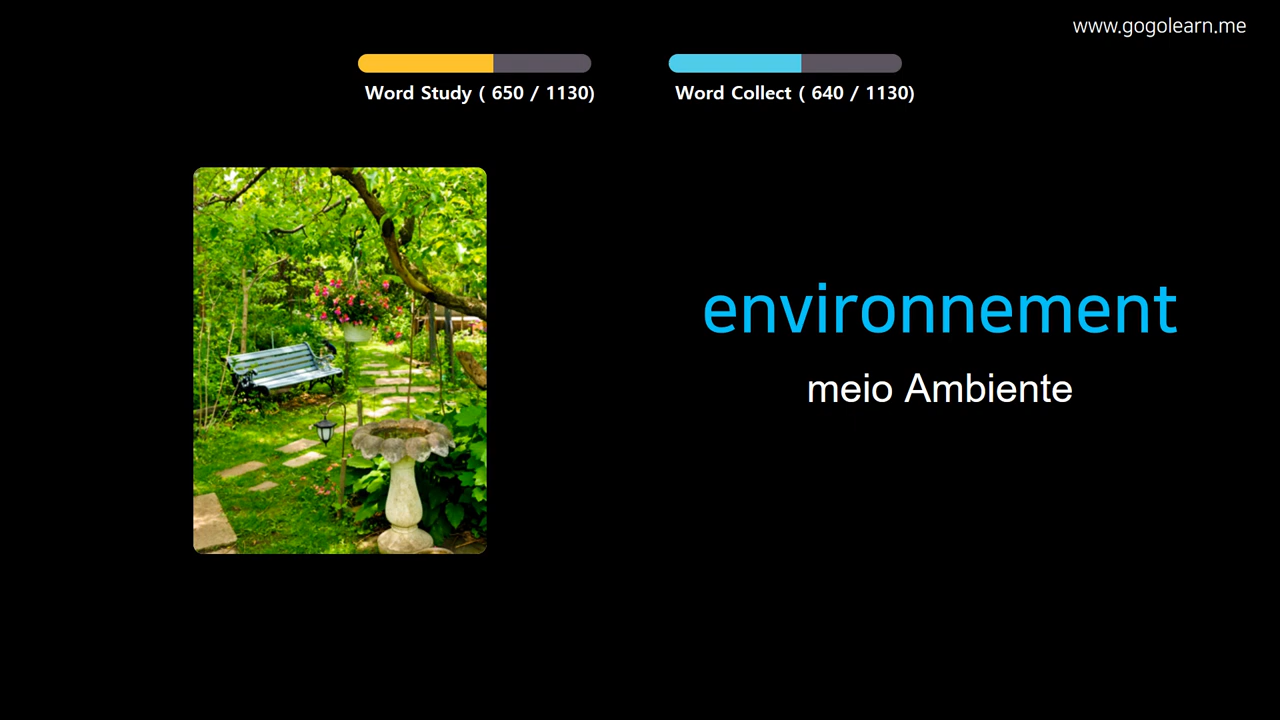 www.gogolearn.me
Word Study ( 650 / 1130)
Word Collect ( 640 / 1130)
environnement
meio Ambiente